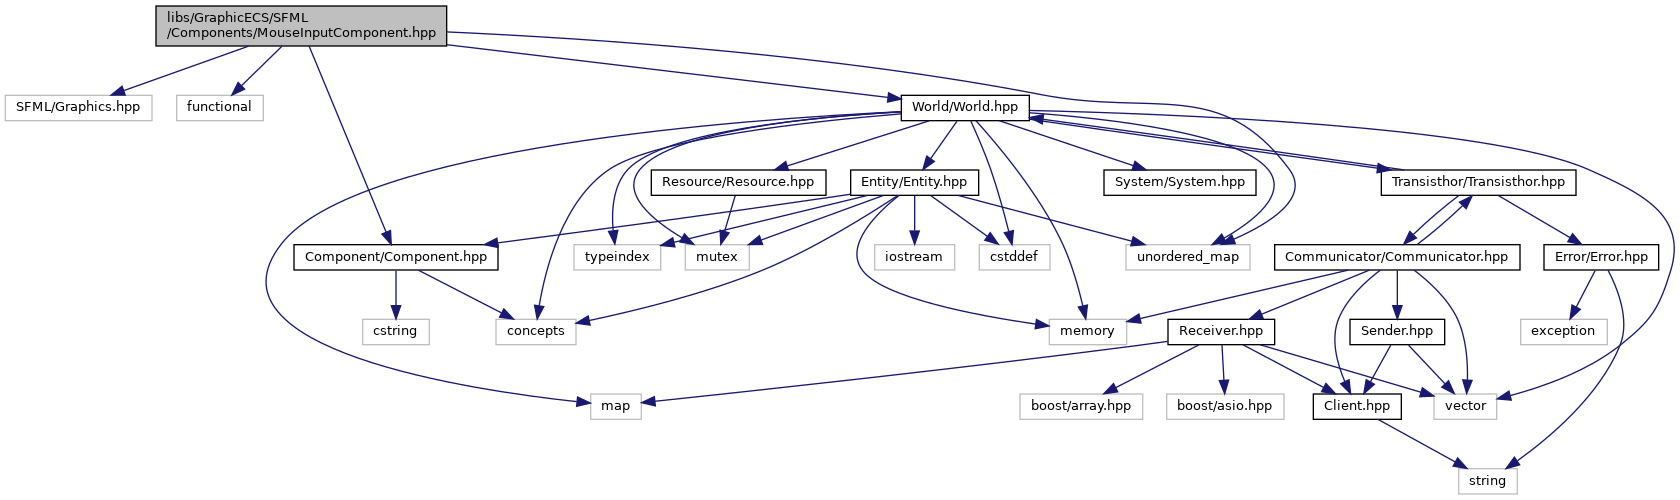 libs/GraphicECS/SFML
/Components/MouseInputComponent.hpp
SFML/Graphics.hpp
functional
World/World.hpp
Resource/Resource.hpp
Entity/Entity.hpp
System/System.hpp
Transisthor/Transisthor.hpp
Component/Component.hpp
typeindex
mutex
iostream
cstddef
unordered_map
Communicator/Communicator.hpp
Error/Error.hpp
cstring
concepts
memory
Receiver.hpp
Sender.hpp
exception
map
boost/array.hpp
boost/asio.hpp
Client.hpp
vector
string